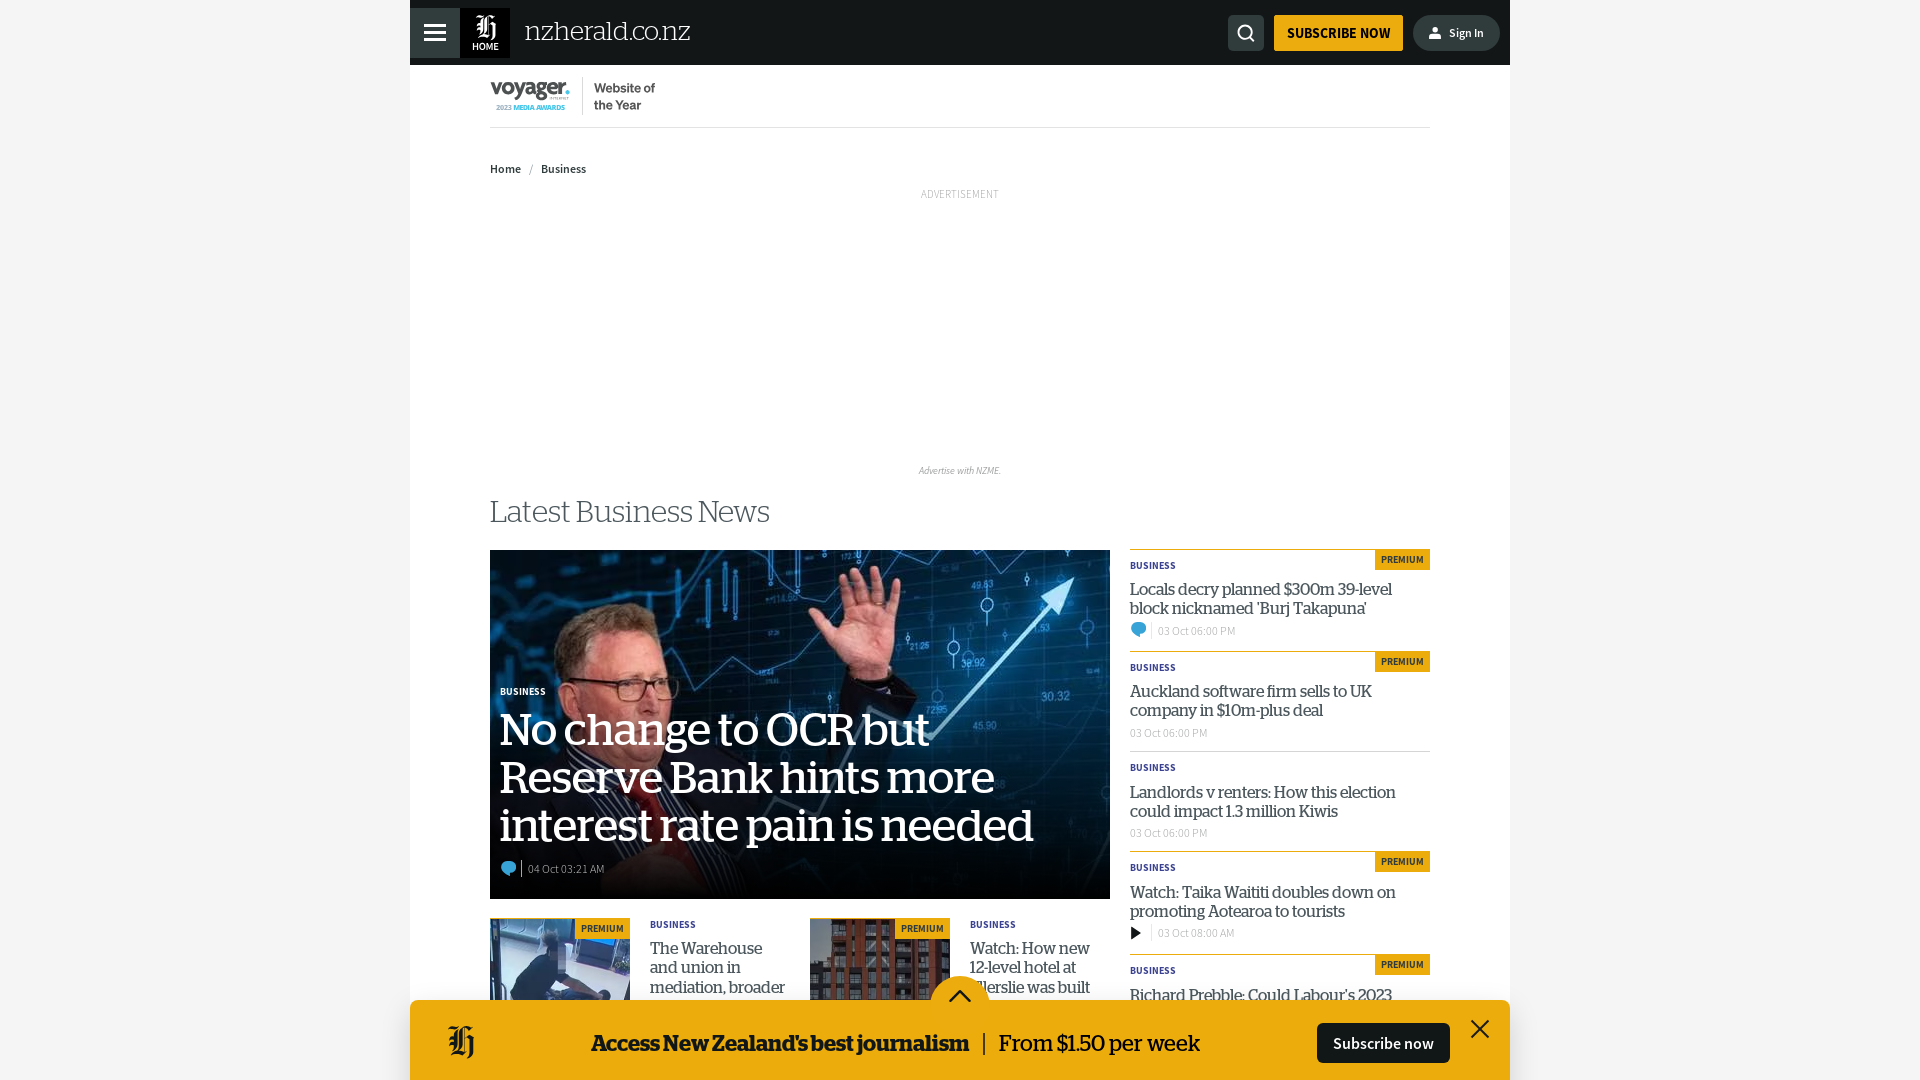 HOME
nzherald.co.nz
SUBSCRIBE NOW
Sign In
voyager.
2023 MEDIA AWARDS
Website of
the Year
Home / Business
ADVERTISEMENT
Advertise with NZME.
Latest Business News
BUSINESS
No change to OCR but
Reserve Bank hints more
interest rate pain is needed
04 Oct 03:21 AM
PREMIUM
BUSINESS
The Warehouse
and union in
mediation, broader
PREMIUM
BUSINESS
Watch: How new
12-level hotel at
Ellerslie was built
BUSINESS
PREMIUM
Locals decry planned $300m 39-level
block nicknamed 'Burj Takapuna'
03 Oct 06:00 PM
BUSINESS
PREMIUM
Auckland software firm sells to UK
company in $10m-plus deal
03 Oct 06:00 PM
BUSINESS
Landlords v renters: How this election
could impact 1.3 million Kiwis
03 Oct 06:00 PM
BUSINESS
PREMIUM
Watch: Taika Waititi doubles down on
promoting Aotearoa to tourists
03 Oct 08:00 AM
BUSINESS
PREMIUM
Richard Prebble: Could Labour's 2023
Access New Zealand's best journalism | From $1.50 per week
Subscribe now